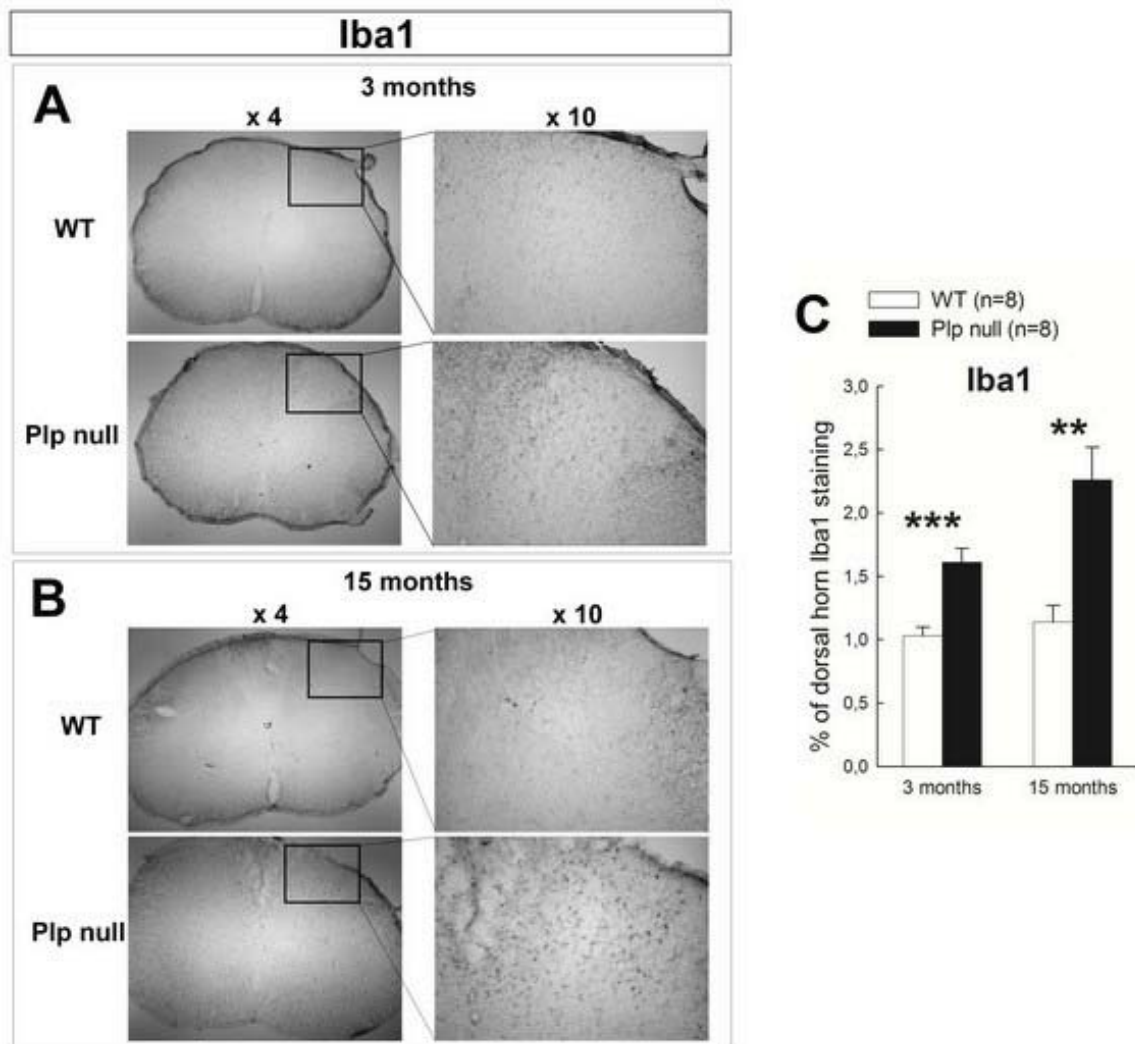 Iba1
A
3 months
x 4
x 10
WT
Plp null
B
15 months
x 4
x 10
WT
Plp null
C
WT (n=8)
Plp null (n=8)
Iba1
% of dorsal horn Iba1 staining
3,0
2,5
2,0
1,5
1,0
0,5
0,0
***
**
3 months
15 months